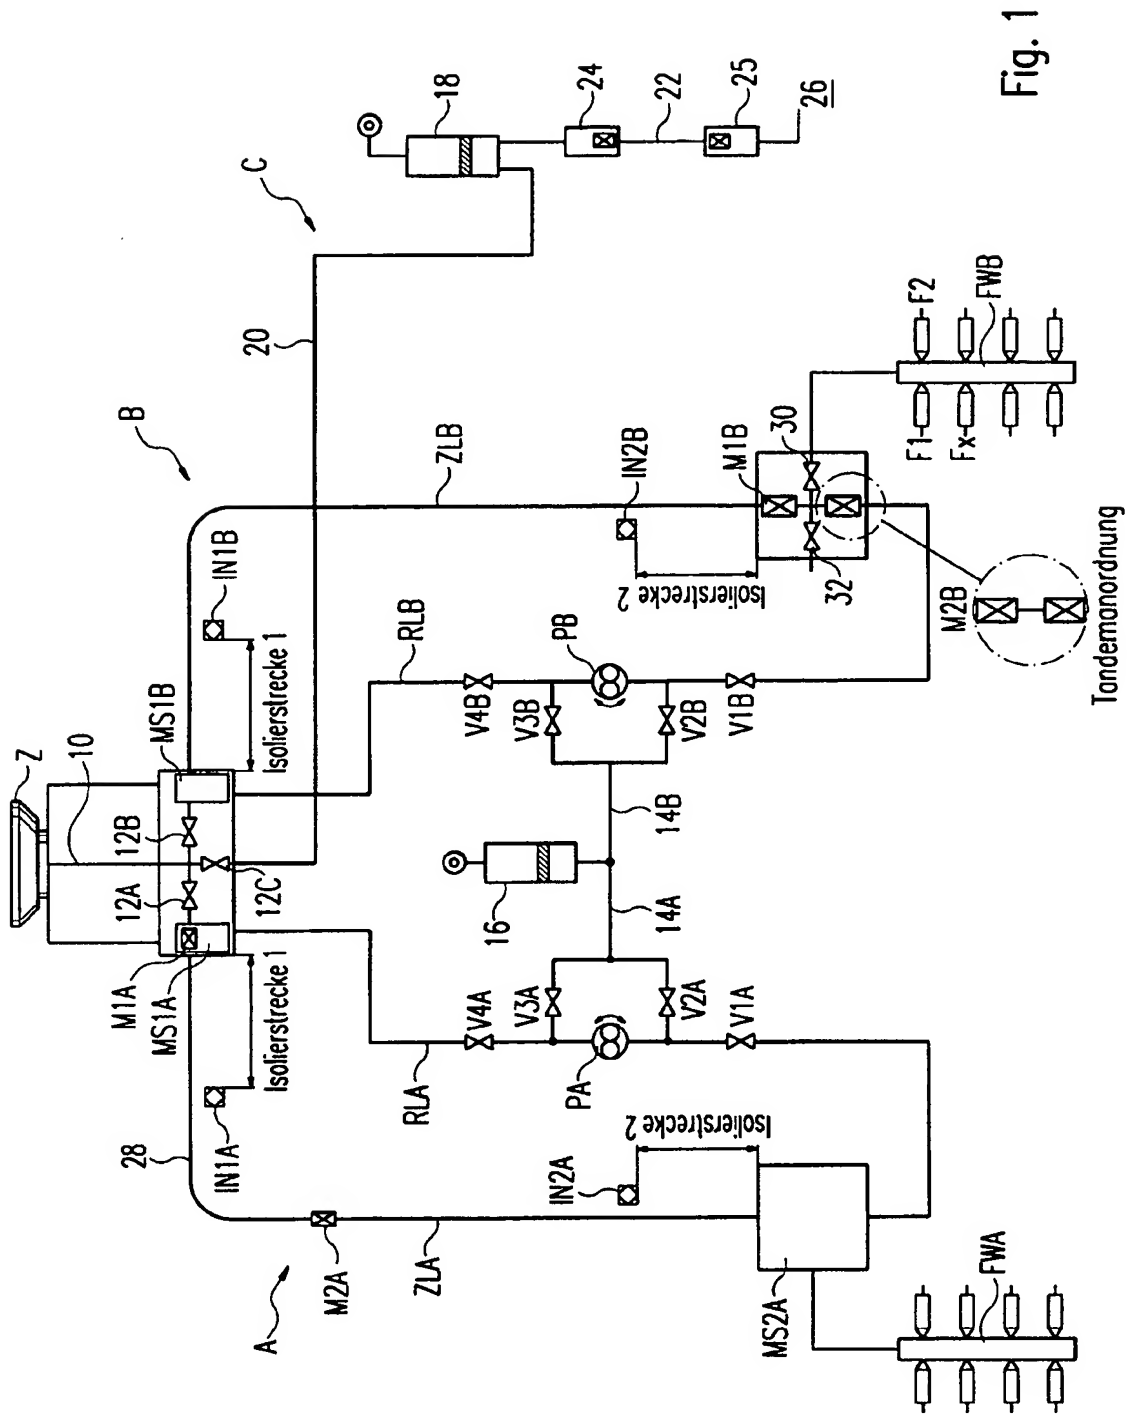 Fig. 1
Z
10
12A
12B
12C
M1A
MS1A
MS1B
Isolierstrecke 1
Isolierstrecke 1
IN1A
IN1B
28
A
B
C
20
18
24
22
25
26
M2A
ZLA
ZLB
RLA
RLB
V4A
V3A
PA
V2A
V1A
V4B
V3B
PB
V2B
V1B
14A
14B
16
IN2A
Isolierstrecke 2
IN2B
Isolierstrecke 2
M1B
30
32
M2B
Tandemanordnung
MS2A
FWA
FWB
F1
F2
Fx